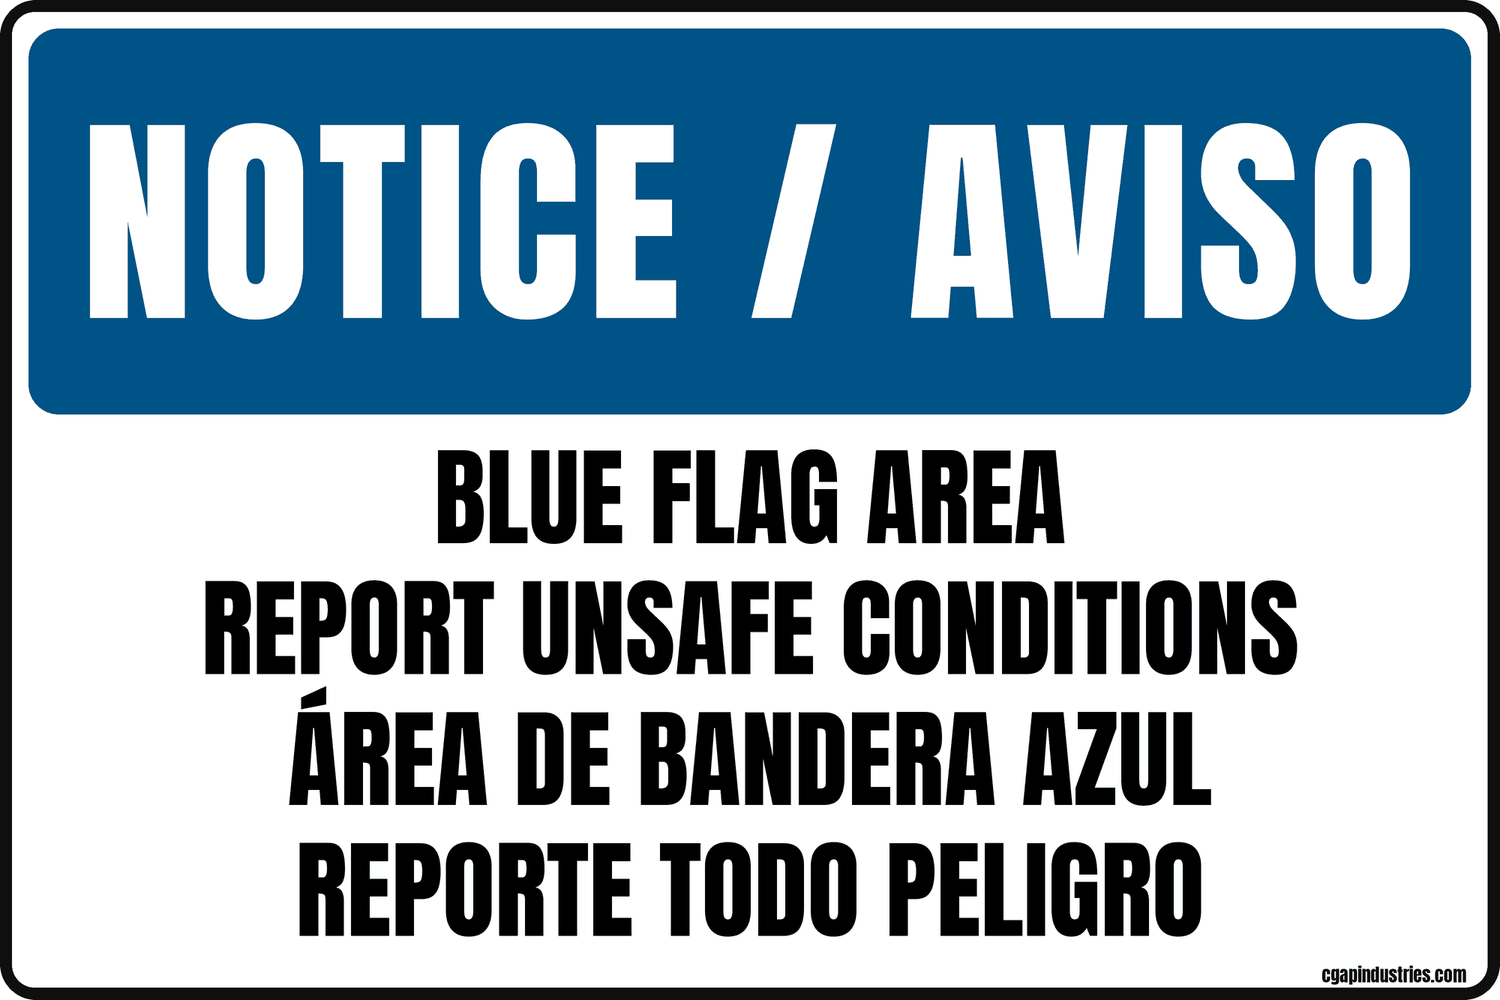 NOTICE / AVISO
BLUE FLAG AREA
REPORT UNSAFE CONDITIONS
ÁREA DE BANDERA AZUL
REPORTE TODO PELIGRO
cgapindustries.com